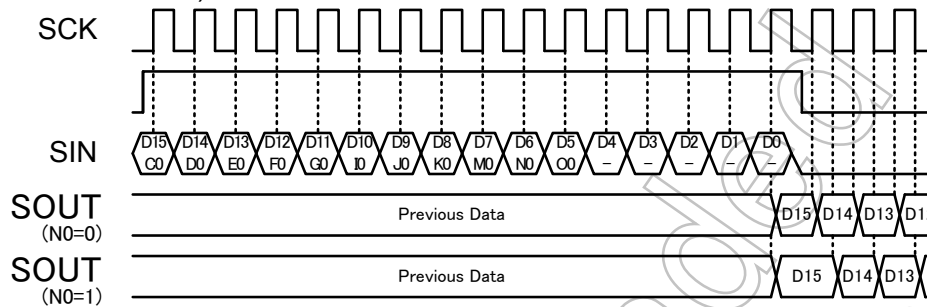 SCK
SIN
D15 D14 D13 D12 D11 D10 D9 D8 D7 D6 D5 D4 D3 D2 D1 D0
C0 D0 E0 F0 G0 I0 J0 K0 M0 N0 O0 - - - - -
SOUT
(N0=0)
Previous Data
D15 D14 D13
SOUT
(N0=1)
Previous Data
D15 D14 D13